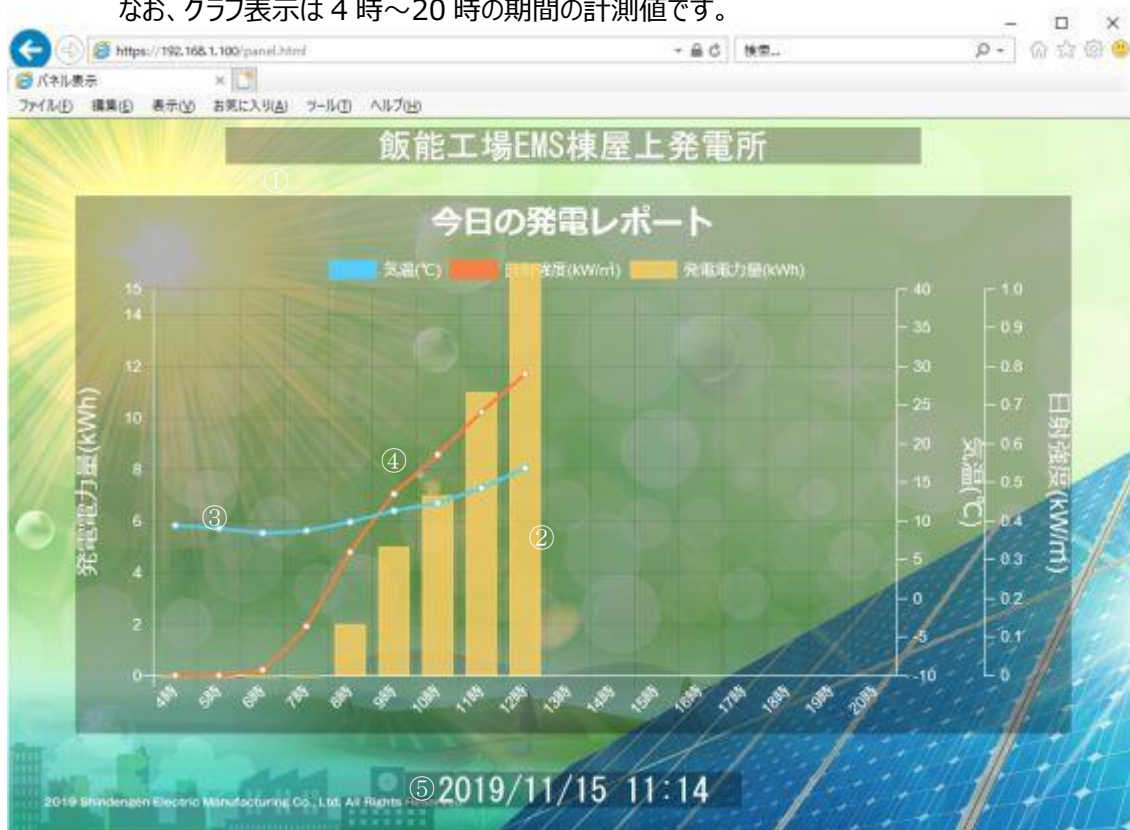 なお、グラフ表示は 4 時～20 時の期間の計測値です。
https://192.168.1.100/panel.html
検索...
パネル表示
ファイル(F) 編集(E) 表示(V) お気に入り(A) ツール(T) ヘルプ(H)
飯能工場EMS棟屋上発電所
①
今日の発電レポート
気温(℃) 日射強度(kW/㎡) 発電電力量(kWh)
発電電力量(kWh)
15
14
12
10
8
6
4
2
0
40
35
30
25
20
15
10
5
0
-5
-10
気温(℃)
1.0
0.9
0.8
0.7
0.6
0.5
0.4
0.3
0.2
0.1
0
日射強度(kW/㎡)
④
③
②
4時 5時 6時 7時 8時 9時 10時 11時 12時 13時 14時 15時 16時 17時 18時 19時 20時
⑤2019/11/15 11:14
2019 Shindengen Electric Manufacturing Co., Ltd. All Rights Reserved.